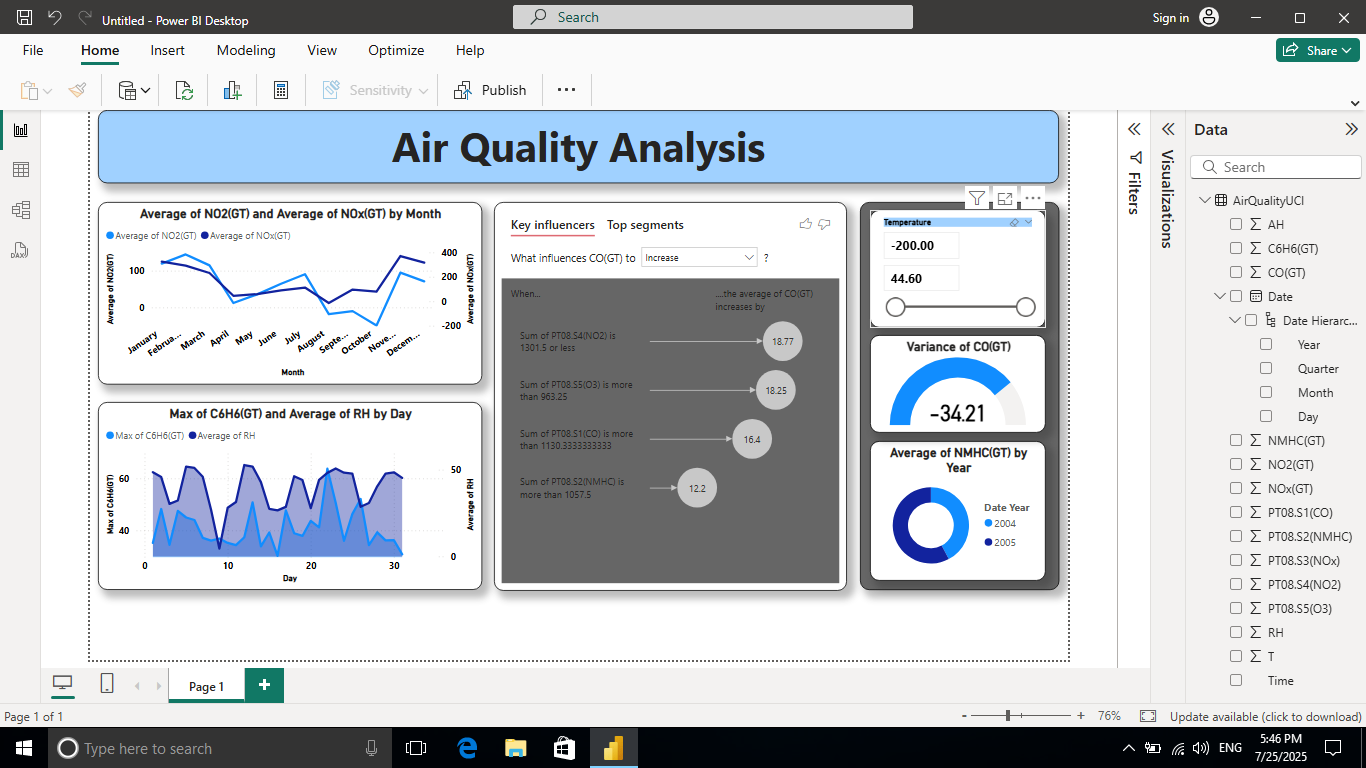 Untitled - Power BI Desktop
Search
Sign in
File
Home
Insert
Modeling
View
Optimize
Help
Share
Sensitivity
Publish
Air Quality Analysis
Average of NO2(GT) and Average of NOx(GT) by Month
Average of NO2(GT)
Average of NOx(GT)
Average of NO2(GT)
100
0
400
200
0
-200
Average of NOx(GT)
January
Februa...
March
April
May
June
July
August
Septe...
October
Nove...
Decem...
Month
Max of C6H6(GT) and Average of RH by Day
Max of C6H6(GT)
Average of RH
Max of C6H6(GT)
60
40
50
0
Average of RH
0
10
20
30
Day
Key influencers
Top segments
What influences CO(GT) to
Increase
?
When...
....the average of CO(GT)
increases by
Sum of PT08.S4(NO2) is
1301.5 or less
18.77
Sum of PT08.S5(O3) is more
than 963.25
18.25
Sum of PT08.S1(CO) is more
than 1130.3333333333
16.4
Sum of PT08.S2(NMHC) is
more than 1057.5
12.2
Temperature
-200.00
44.60
Variance of CO(GT)
-34.21
Average of NMHC(GT) by
Year
Date Year
2004
2005
Filters
Visualizations
Data
Search
AirQualityUCI
AH
C6H6(GT)
CO(GT)
Date
Date Hierarc...
Year
Quarter
Month
Day
NMHC(GT)
NO2(GT)
NOx(GT)
PT08.S1(CO)
PT08.S2(NMHC)
PT08.S3(NOx)
PT08.S4(NO2)
PT08.S5(O3)
RH
T
Time
Page 1
Page 1 of 1
76%
Update available (click to download)
Type here to search
ENG
5:46 PM
7/25/2025